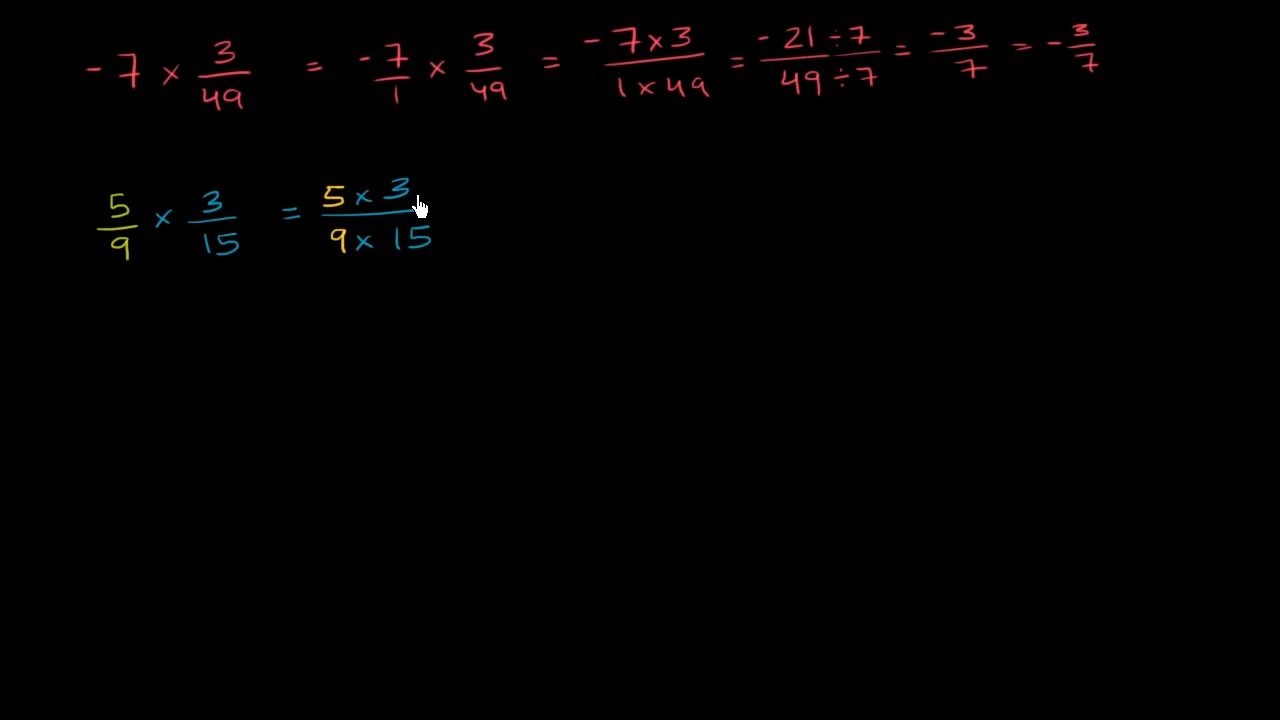 -7 × 3/49 = -7/1 × 3/49 = -7×3/1×49 = -21÷7/49÷7 = -3/7 = -3/7
5/9 × 3/15 = 5×3/9×15